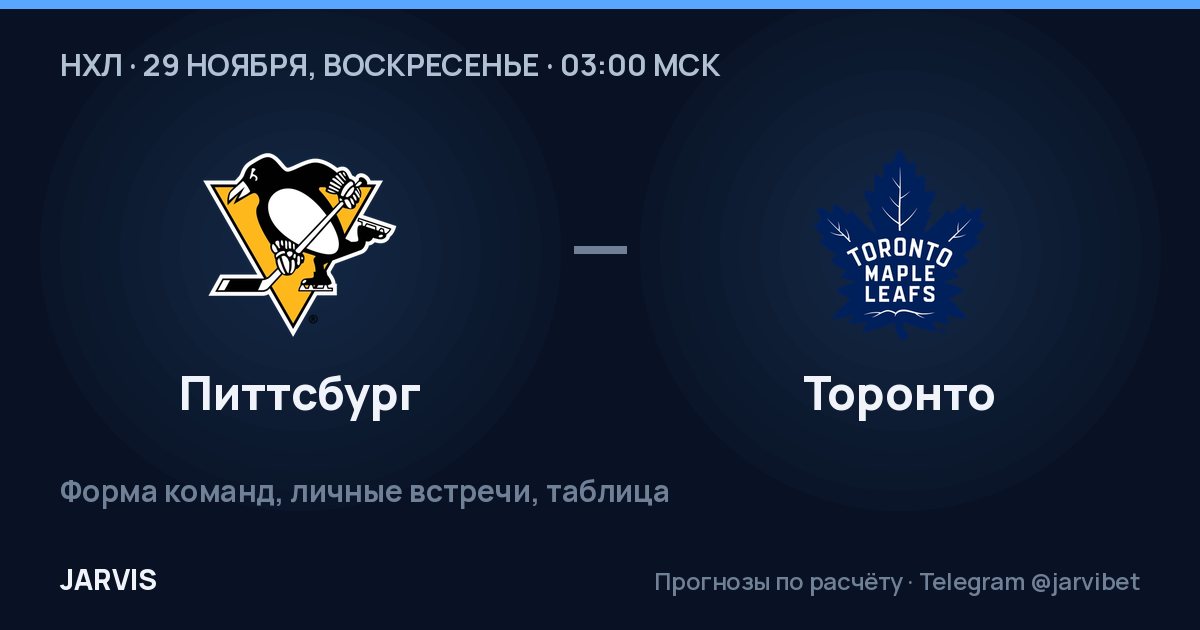 НХЛ · 29 НОЯБРЯ, ВОСКРЕСЕНЬЕ · 03:00 МСК
TORONTO
MAPLE
LEAFS
®
—
Питтсбург
Торонто
Форма команд, личные встречи, таблица
JARVIS
Прогнозы по расчёту · Telegram @jarvibet